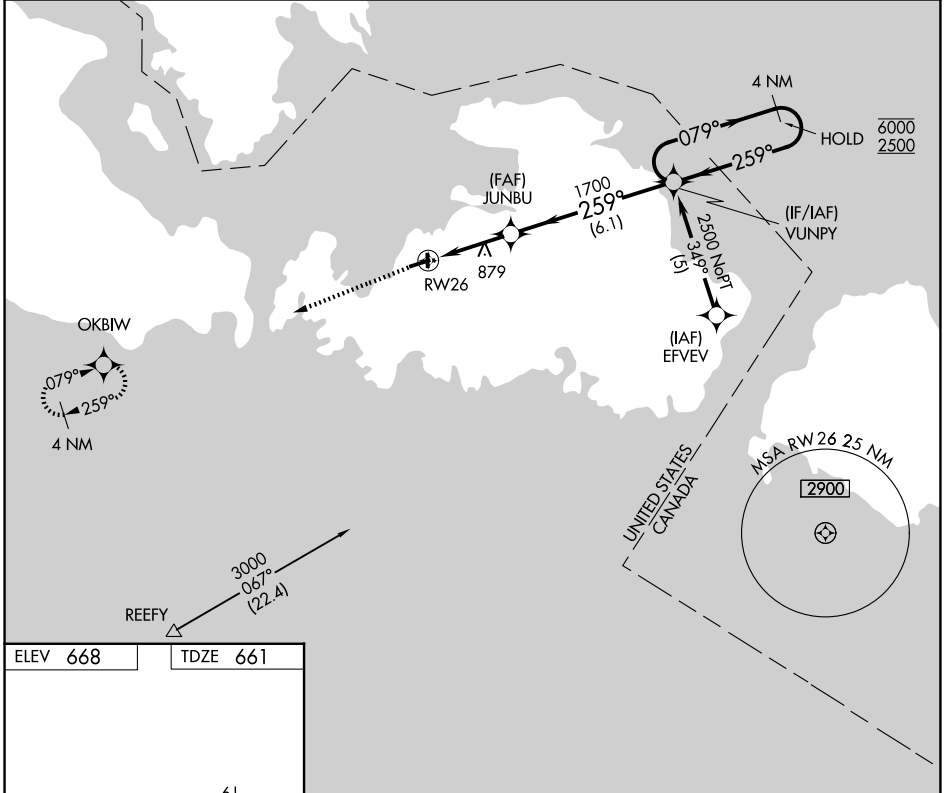 4 NM
079°
HOLD
6000
2500
259°
(FAF)
JUNBU
1700
259°
(6.1)
(IF/IAF)
VUNPY
2500 NoPT
349°
(5)
879
RW26
OKBIW
(IAF)
EFVEV
079°
259°
4 NM
MSA RW26 25 NM
2900
UNITED STATES
CANADA
3000
067°
(22.4)
REEFY
ELEV 668
TDZE 661